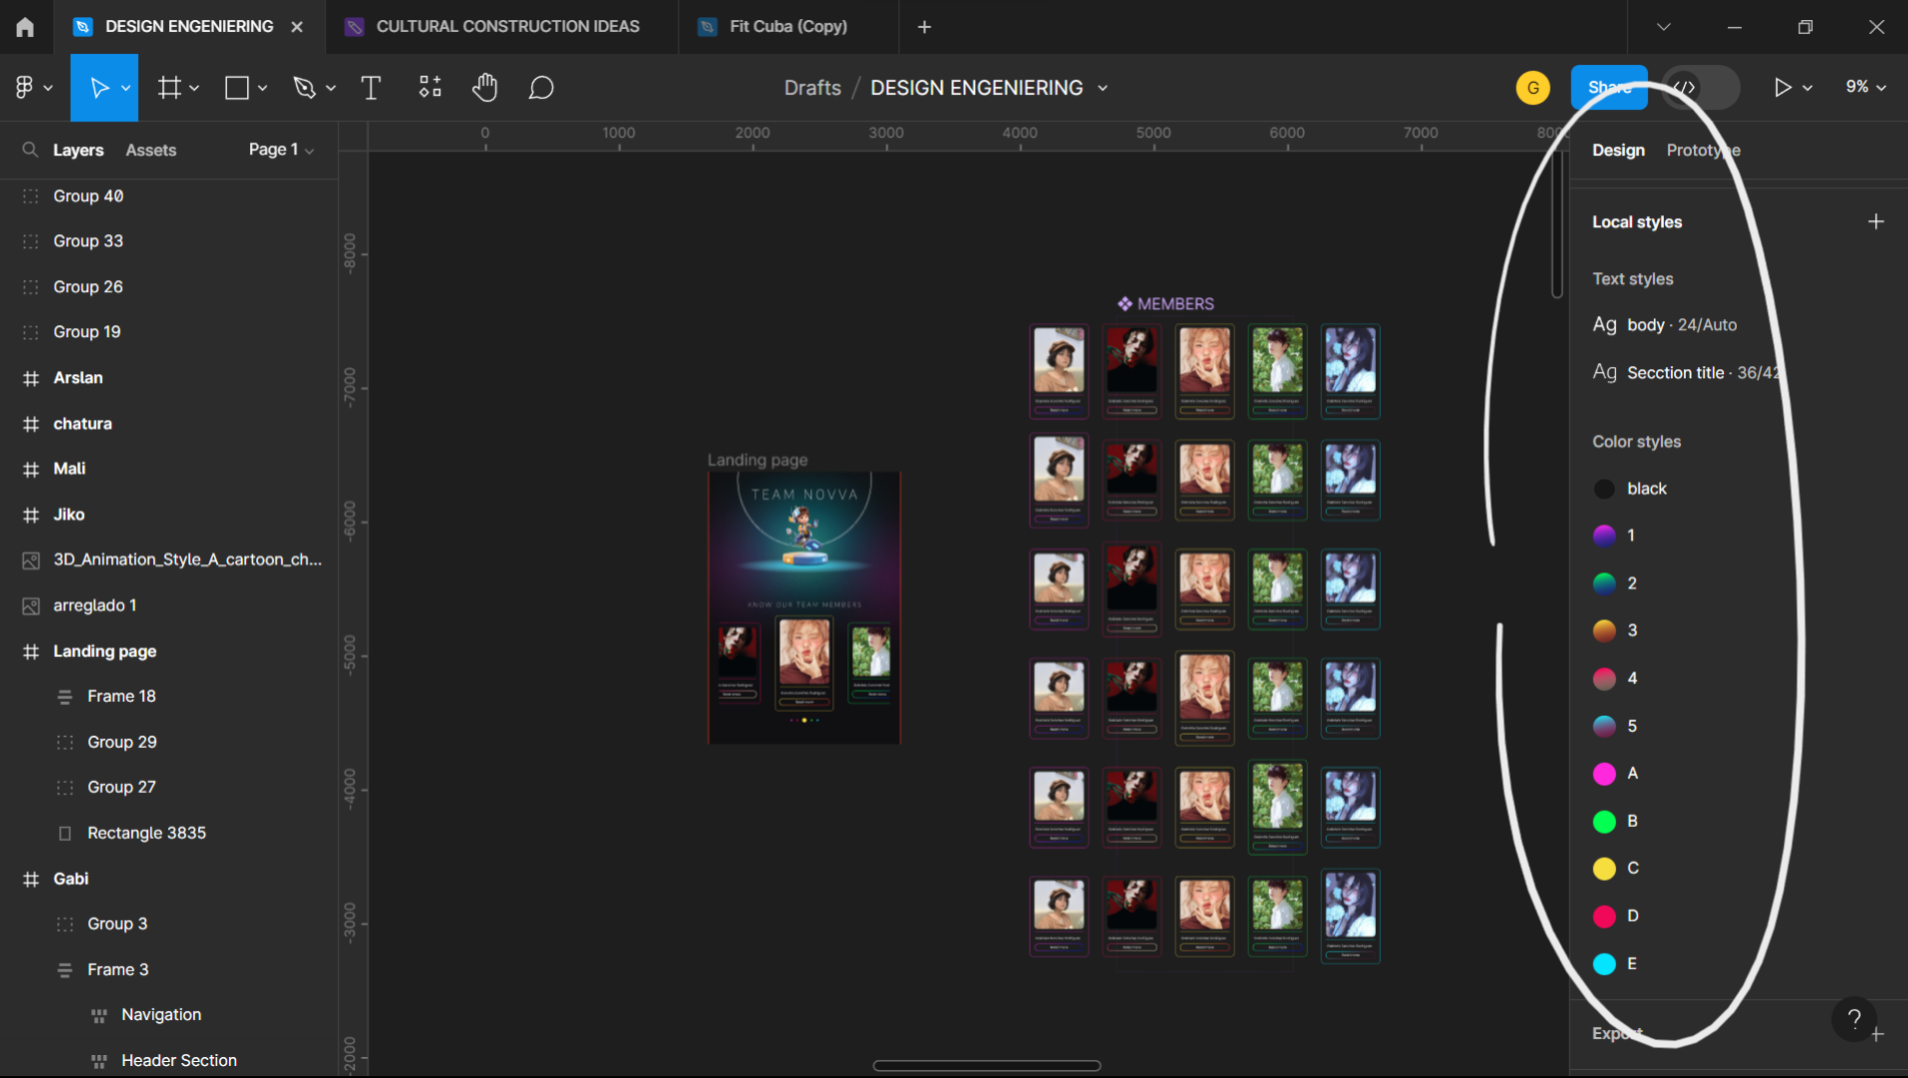 DESIGN ENGENIERING
CULTURAL CONSTRUCTION IDEAS
Fit Cuba (Copy)
Drafts / DESIGN ENGENIERING
G
Share
9%
Layers
Assets
Page 1
0 1000 2000 3000 4000 5000 6000 7000
Design
Prototype
Group 40
Group 33
Group 26
Group 19
Arslan
chatura
Mali
Jiko
3D_Animation_Style_A_cartoon_ch...
arreglado 1
Landing page
Frame 18
Group 29
Group 27
Rectangle 3835
Gabi
Group 3
Frame 3
Navigation
Header Section
-8000
-7000
-6000
-5000
-4000
-3000
-2000
Landing page
TEAM NOVVA
KNOW OUR TEAM MEMBERS
MEMBERS
Local styles
Text styles
Ag body · 24/Auto
Ag Secction title · 36/42
Color styles
black
1
2
3
4
5
A
B
C
D
E
Export
?